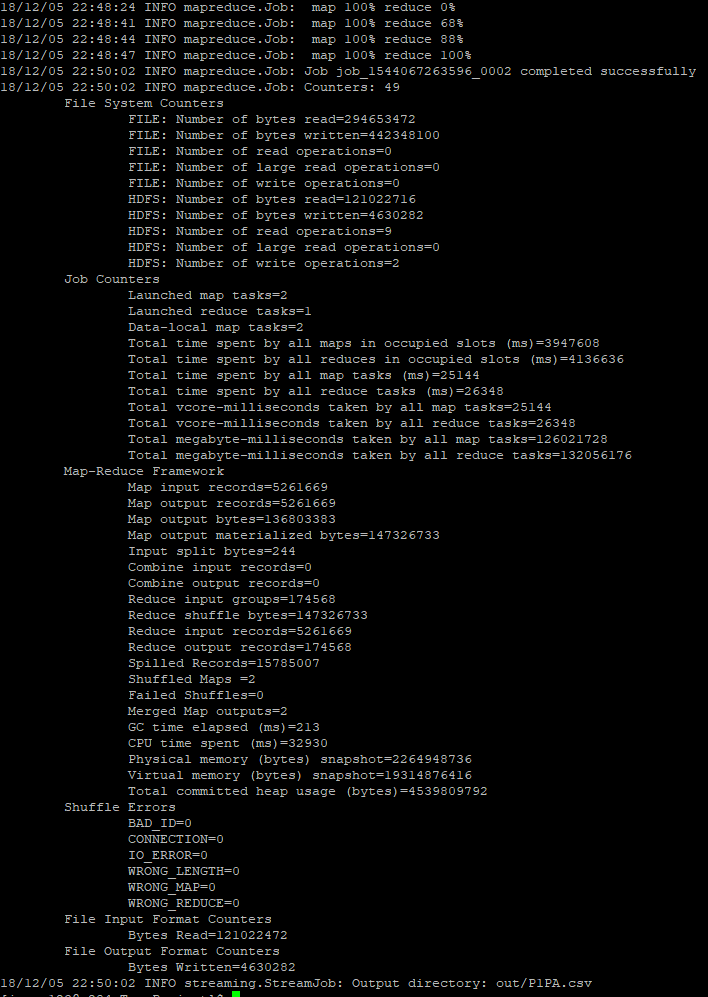 18/12/05 22:48:24 INFO mapreduce.Job:  map 100% reduce 0%
18/12/05 22:48:41 INFO mapreduce.Job:  map 100% reduce 68%
18/12/05 22:48:44 INFO mapreduce.Job:  map 100% reduce 88%
18/12/05 22:48:47 INFO mapreduce.Job:  map 100% reduce 100%
18/12/05 22:50:02 INFO mapreduce.Job: Job job_1544067263596_0002 completed successfully
18/12/05 22:50:02 INFO mapreduce.Job: Counters: 49
File System Counters
FILE: Number of bytes read=294653472
FILE: Number of bytes written=442348100
FILE: Number of read operations=0
FILE: Number of large read operations=0
FILE: Number of write operations=0
HDFS: Number of bytes read=121022716
HDFS: Number of bytes written=4630282
HDFS: Number of read operations=9
HDFS: Number of large read operations=0
HDFS: Number of write operations=2
Job Counters
Launched map tasks=2
Launched reduce tasks=1
Data-local map tasks=2
Total time spent by all maps in occupied slots (ms)=3947608
Total time spent by all reduces in occupied slots (ms)=4136636
Total time spent by all map tasks (ms)=25144
Total time spent by all reduce tasks (ms)=26348
Total vcore-milliseconds taken by all map tasks=25144
Total vcore-milliseconds taken by all reduce tasks=26348
Total megabyte-milliseconds taken by all map tasks=126021728
Total megabyte-milliseconds taken by all reduce tasks=132056176
Map-Reduce Framework
Map input records=5261669
Map output records=5261669
Map output bytes=136803383
Map output materialized bytes=147326733
Input split bytes=244
Combine input records=0
Combine output records=0
Reduce input groups=174568
Reduce shuffle bytes=147326733
Reduce input records=5261669
Reduce output records=174568
Spilled Records=15785007
Shuffled Maps =2
Failed Shuffles=0
Merged Map outputs=2
GC time elapsed (ms)=213
CPU time spent (ms)=32930
Physical memory (bytes) snapshot=2264948736
Virtual memory (bytes) snapshot=19314876416
Total committed heap usage (bytes)=4539809792
Shuffle Errors
BAD_ID=0
CONNECTION=0
IO_ERROR=0
WRONG_LENGTH=0
WRONG_MAP=0
WRONG_REDUCE=0
File Input Format Counters
Bytes Read=121022472
File Output Format Counters
Bytes Written=4630282
18/12/05 22:50:02 INFO streaming.StreamJob: Output directory: out/P1PA.csv